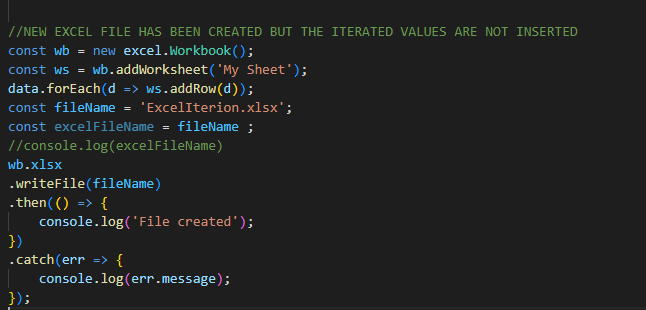 //NEW EXCEL FILE HAS BEEN CREATED BUT THE ITERATED VALUES ARE NOT INSERTED
const wb = new excel.Workbook();
const ws = wb.addWorksheet('My Sheet');
data.forEach(d => ws.addRow(d));
const fileName = 'ExcelIterion.xlsx';
const excelFileName = fileName ;
//console.log(excelFileName)
wb.xlsx
.writeFile(fileName)
.then(() => {
    console.log('File created');
})
.catch(err => {
    console.log(err.message);
});